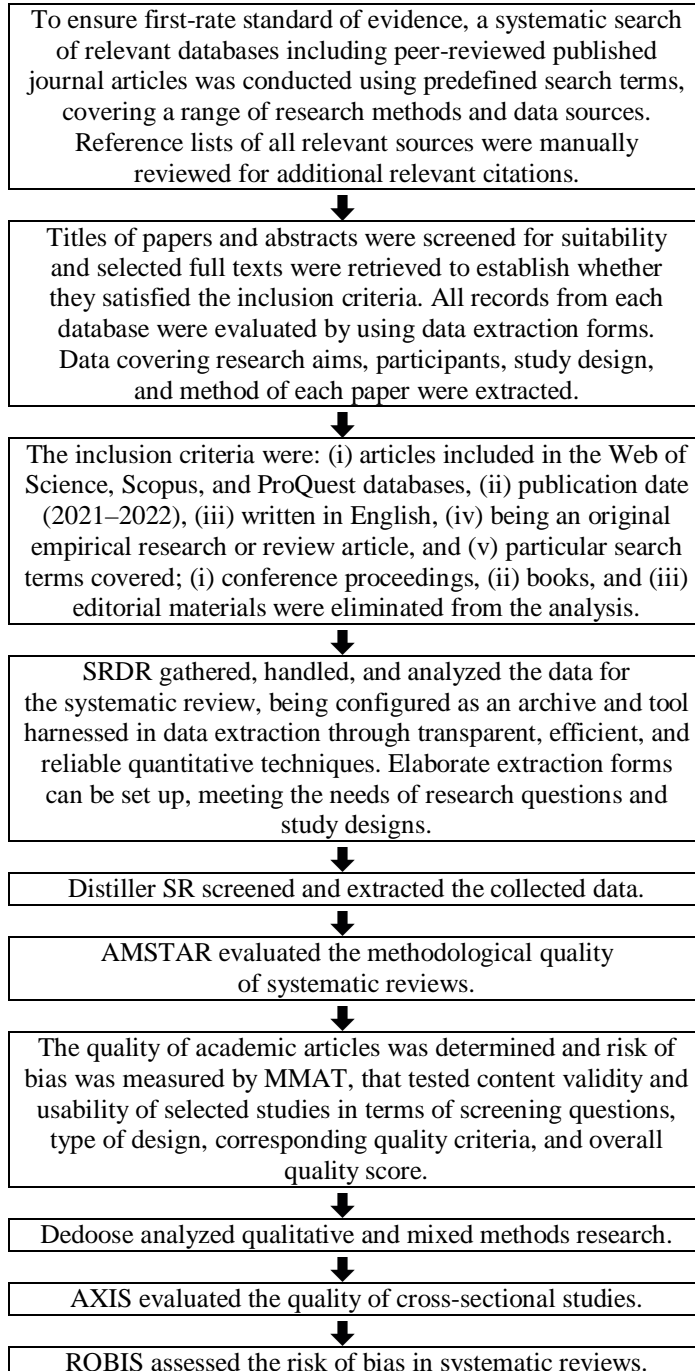 To ensure first-rate standard of evidence, a systematic search
of relevant databases including peer-reviewed published
journal articles was conducted using predefined search terms,
covering a range of research methods and data sources.
Reference lists of all relevant sources were manually
reviewed for additional relevant citations.
Titles of papers and abstracts were screened for suitability
and selected full texts were retrieved to establish whether
they satisfied the inclusion criteria. All records from each
database were evaluated by using data extraction forms.
Data covering research aims, participants, study design,
and method of each paper were extracted.
The inclusion criteria were: (i) articles included in the Web of
Science, Scopus, and ProQuest databases, (ii) publication date
(2021–2022), (iii) written in English, (iv) being an original
empirical research or review article, and (v) particular search
terms covered; (i) conference proceedings, (ii) books, and (iii)
editorial materials were eliminated from the analysis.
SRDR gathered, handled, and analyzed the data for
the systematic review, being configured as an archive and tool
harnessed in data extraction through transparent, efficient, and
reliable quantitative techniques. Elaborate extraction forms
can be set up, meeting the needs of research questions and
study designs.
Distiller SR screened and extracted the collected data.
AMSTAR evaluated the methodological quality
of systematic reviews.
The quality of academic articles was determined and risk of
bias was measured by MMAT, that tested content validity and
usability of selected studies in terms of screening questions,
type of design, corresponding quality criteria, and overall
quality score.
Dedoose analyzed qualitative and mixed methods research.
AXIS evaluated the quality of cross-sectional studies.
ROBIS assessed the risk of bias in systematic reviews.